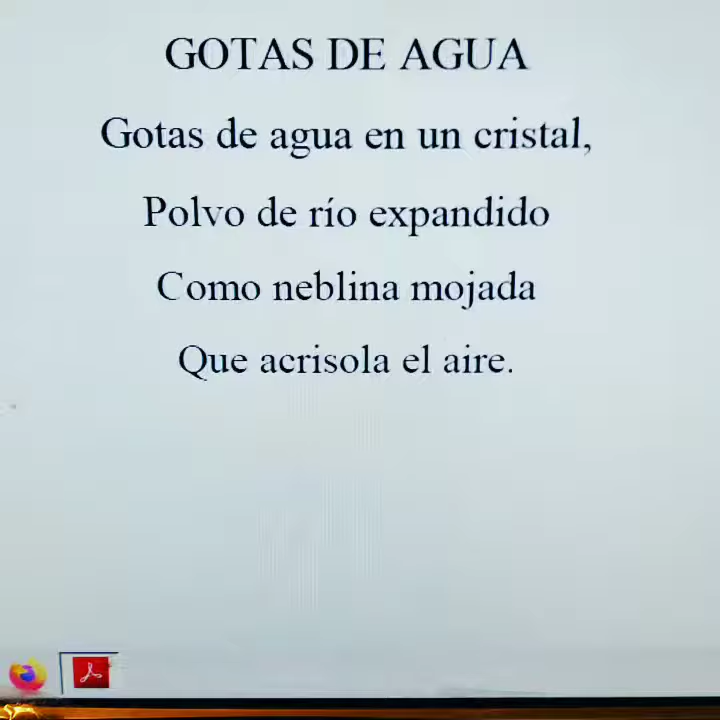 GOTAS DE AGUA
Gotas de agua en un cristal,
Polvo de río expandido
Como neblina mojada
Que acrisola el aire.